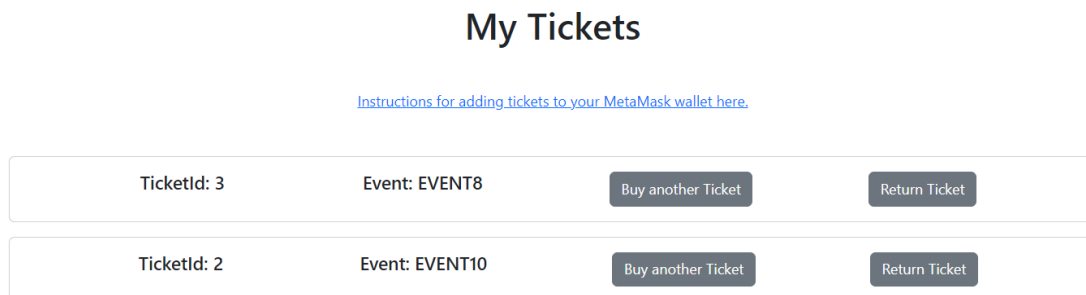 My Tickets
Instructions for adding tickets to your MetaMask wallet here.
TicketId: 3 Event: EVENT8 Buy another Ticket Return Ticket
TicketId: 2 Event: EVENT10 Buy another Ticket Return Ticket